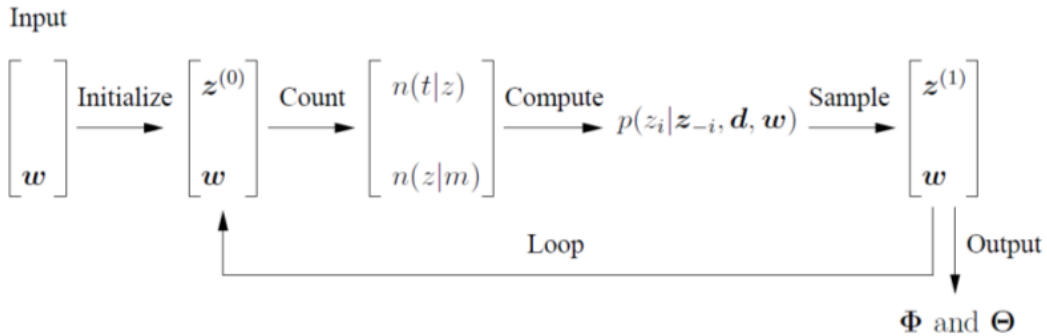 Input
w
Initialize
z^(0)
w
Count
n(t|z)
n(z|m)
Compute
p(z_i|z_{-i}, d, w)
Sample
z^(1)
w
Loop
Output
Φ and Θ